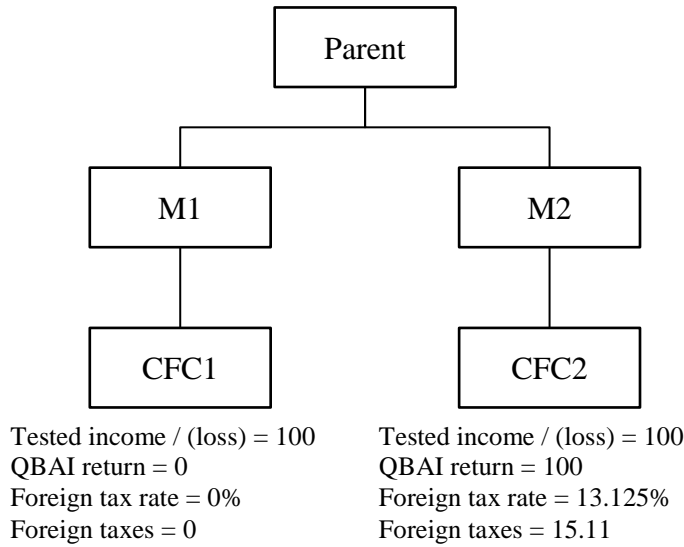 Parent
M1
M2
CFC1
CFC2
Tested income / (loss) = 100
QBAI return = 0
Foreign tax rate = 0%
Foreign taxes = 0
Tested income / (loss) = 100
QBAI return = 100
Foreign tax rate = 13.125%
Foreign taxes = 15.11